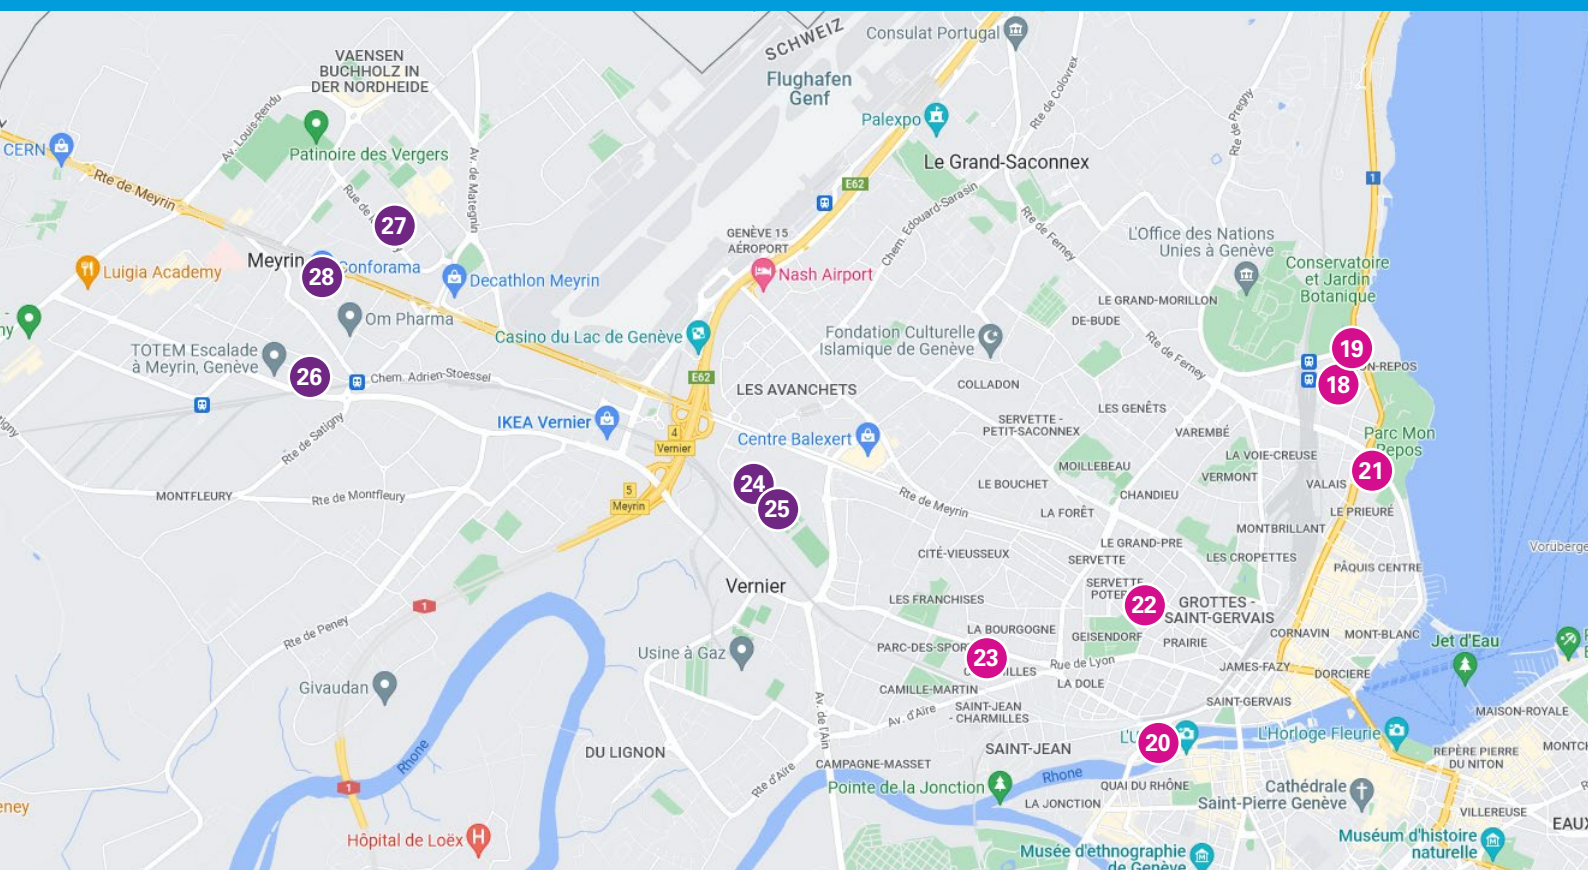 SCHWEIZ
Consulat Portugal
VAENSEN
BUCHHOLZ IN
DER NORDHEIDE
Flughafen
Genf
Rte de Colovrex
Av. Louis-Rendu
Palexpo
Rte de Pregny
CERN
Patinoire des Vergers
Av. de Mategnin
Le Grand-Saconnex
Rte de Meyrin
E62
1
Rue de
27
Chem. Edouard-Sarasin
Rte de Ferney
GENÈVE 15
AÉROPORT
L'Office des Nations
Unies à Genève
Meyrin
Conforama
28
Luigia Academy
Decathlon Meyrin
Nash Airport
Conservatoire
et Jardin
Botanique
LE GRAND-MORILLON
Om Pharma
DE-BUDE
Casino du Lac de Genève
Fondation Culturelle
Islamique de Genève
Rte de Ferney
19
TOTEM Escalade
à Meyrin, Genève
26
Chem. Adrien-Stoessel
E62
LES AVANCHETS
COLLADON
ON-REPOS
18
LES GENÊTS
IKEA Vernier
SERVETTE -
PETIT-SACONNEX
VAREMBÉ
Parc Mon
Repos
4
Vernier
Centre Balexert
Rte de Satigny
LA VOIE-CREUSE
MOILLEBEAU
21
VERMONT
VALAIS
24
LE BOUCHET
5
Meyrin
MONTFLEURY
Rte de Montfleury
CHANDIEU
25
Rte de Meyrin
LA FORÊT
LE PRIEURÉ
MONTBRILLANT
LE GRAND-PRE
CITÉ-VIEUSSEUX
SERVETTE
LES CROPETTES
PÂQUIS CENTRE
Vernier
SERVETTE
LES FRANCHISES
22
GROTTES -
SAINT-GERVAIS
1
Rte de Peney
LA BOURGOGNE
GEISENDORF
PRAIRIE
CORNAVIN
MONT-BLANC
Jet d'Eau
Usine à Gaz
23
Rue de Lyon
JAMES-FAZY
DORCIERE
LA DOLE
Givaudan
CAMILLE-MARTIN
SAINT-JEAN
- CHARMILLES
Av. d'Aïre
Av. de l'Ain
SAINT-GERVAIS
MAISON-ROYALE
20
L'Horloge Fleurie
Rhone
DU LIGNON
SAINT-JEAN
REPÈRE PIERRE
DU NITON
CAMPAGNE-MASSET
Rte d'Aïre
Rhone
1
Pointe de la Jonction
QUAI DU RHÔNE
LA JONCTION
Cathédrale
Saint-Pierre Genève
VILLEREUSE
Hôpital de Loëx
Muséum d'histoire
naturelle
Musée d'ethnographie
de Genève